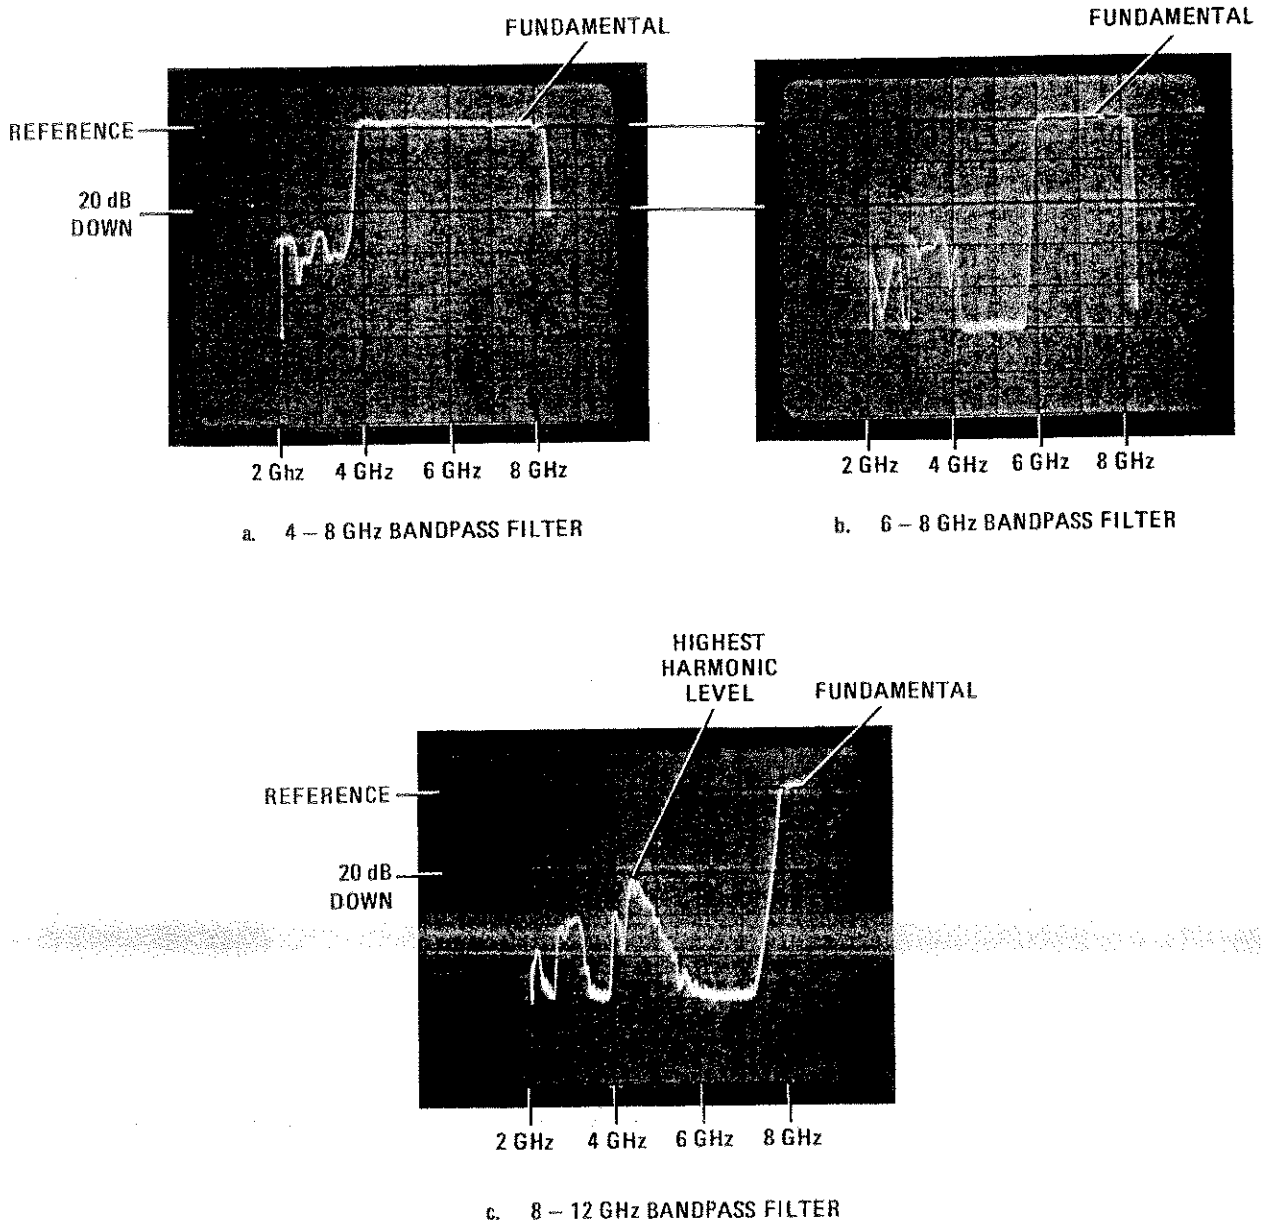 FUNDAMENTAL
FUNDAMENTAL
REFERENCE
20 dB
DOWN
2 Ghz 4 GHz 6 GHz 8 GHz
2 GHz 4 GHz 6 GHz 8 GHz
a. 4 – 8 GHz BANDPASS FILTER
b. 6 – 8 GHz BANDPASS FILTER
HIGHEST
HARMONIC
LEVEL
FUNDAMENTAL
REFERENCE
20 dB
DOWN
2 GHz 4 GHz 6 GHz 8 GHz
c. 8 – 12 GHz BANDPASS FILTER